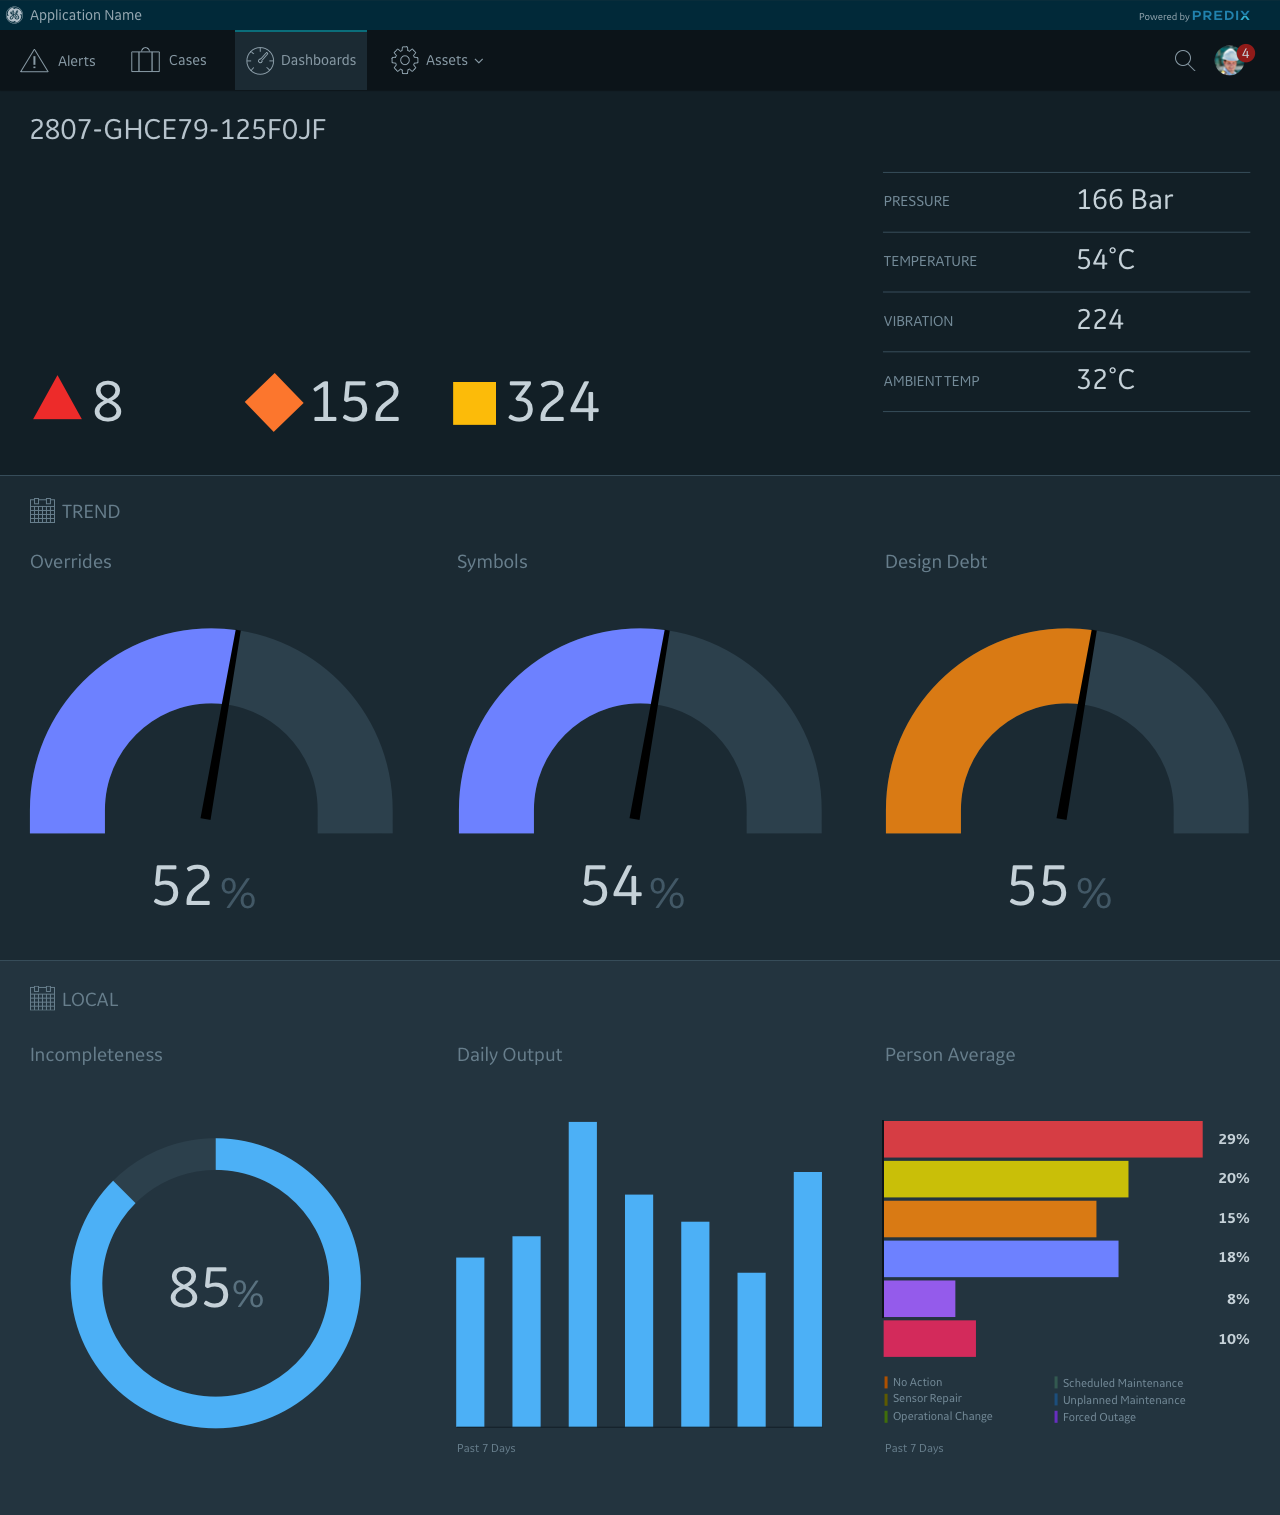 Application Name
Powered by PREDIX
Alerts
Cases
Dashboards
Assets
4
2807-GHCE79-125F0JF
PRESSURE 166 Bar
TEMPERATURE 54°C
VIBRATION 224
AMBIENT TEMP 32°C
8
152
324
TREND
Overrides
Symbols
Design Debt
52 %
54 %
55 %
LOCAL
Incompleteness
Daily Output
Person Average
85%
29%
20%
15%
18%
8%
10%
No Action
Sensor Repair
Operational Change
Scheduled Maintenance
Unplanned Maintenance
Forced Outage
Past 7 Days
Past 7 Days